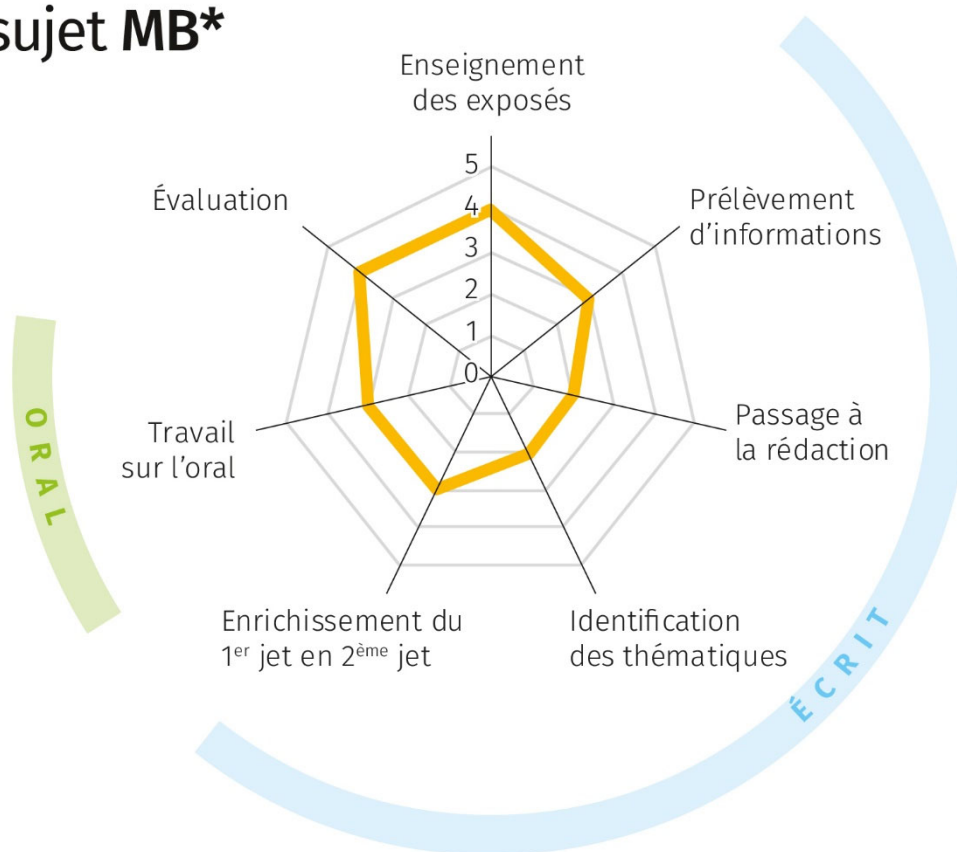 sujet MB*
Enseignement
des exposés
Prélèvement
d’informations
Passage à
la rédaction
Identification
des thématiques
Enrichissement du
1er jet en 2ème jet
Travail
sur l’oral
Évaluation
5
4
3
2
1
0
ORAL
ÉCRIT